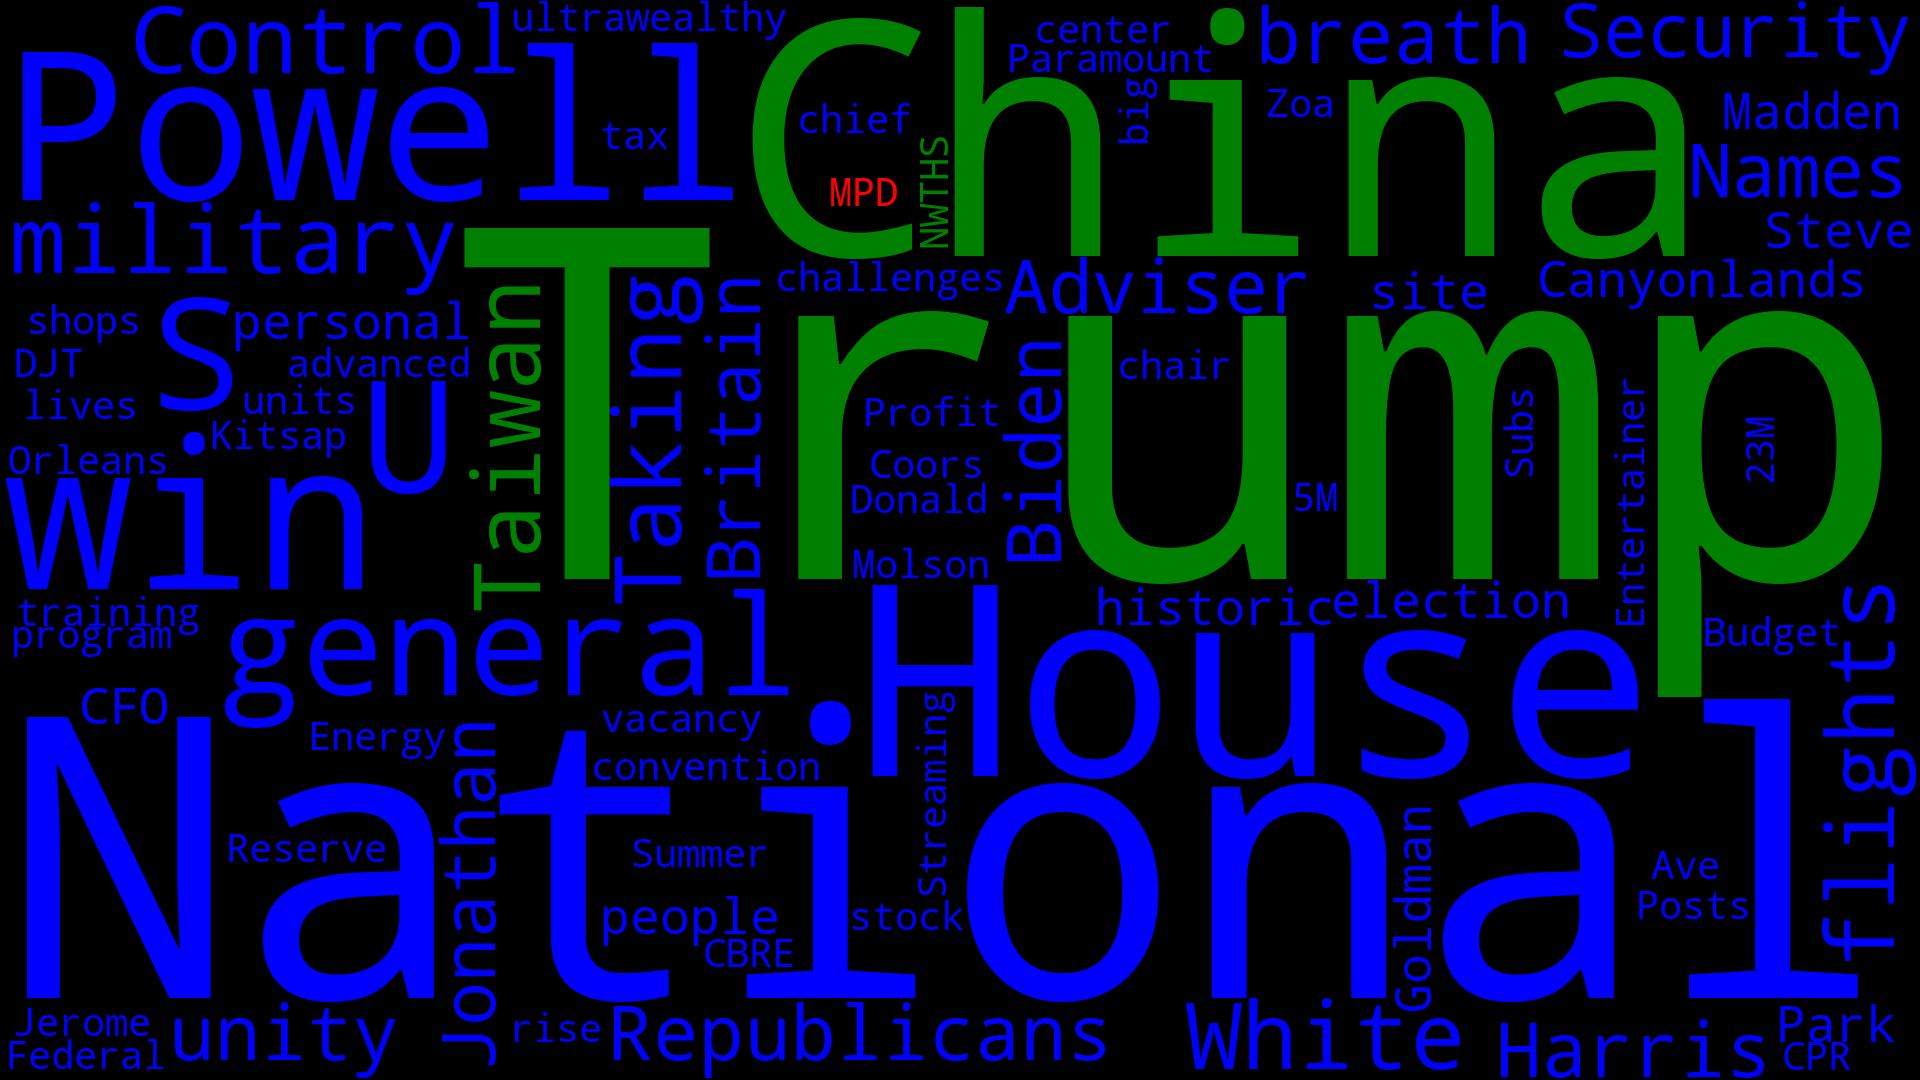 Control
ultrawealthy
Powell
tax
China
chief
MPD
NWTHS
center
Paramount
big
breath
Security
Zoa
Madden
Names
Steve
military
Trump
challenges
Adviser
site
Canyonlands
shops
S
personal
DJT
advanced
lives
units
U
Kitsap
Orleans
win
Taiwan
Taking
Britain
Profit
Coors
Donald
Molson
Biden
chair
5M
Subs
Entertainer
23M
training
program
general
House
historic
election
Budget
flights
CFO
Energy
National
Jonathan
vacancy
convention
Streaming
Reserve
Summer
people
CBRE
stock
Goldman
Ave
Posts
Jerome
Federal
unity
rise
Republicans
White
Harris
Park
CPR